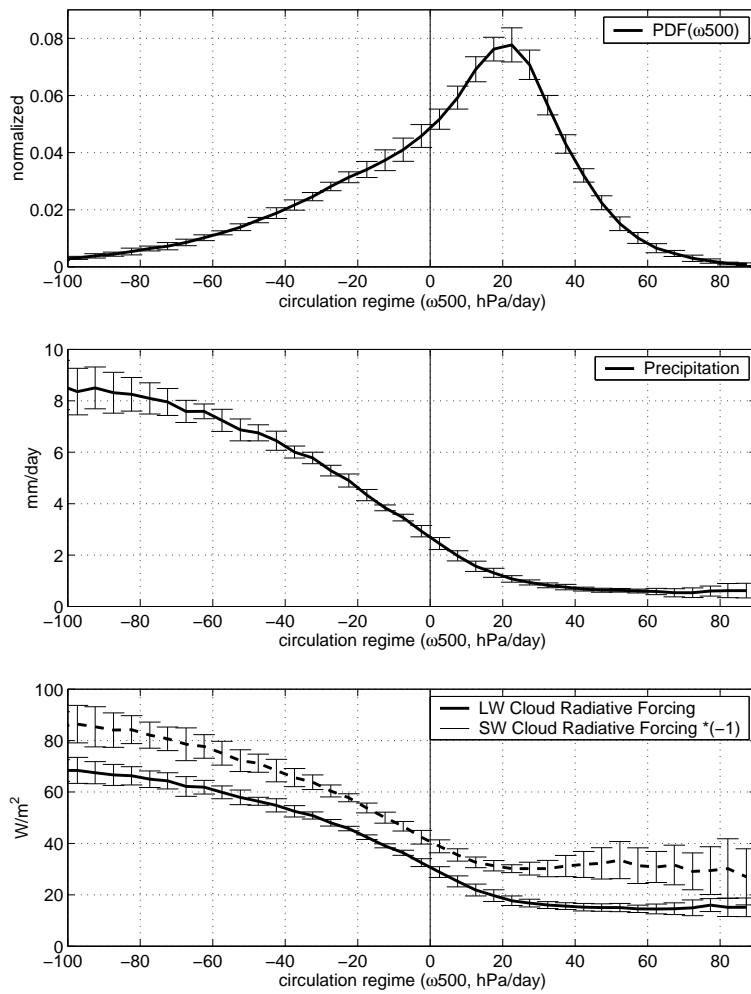 0.08
0.06
0.04
0.02
0
normalized
PDF(ω500)
−100 −80 −60 −40 −20 0 20 40 60 80
circulation regime (ω500, hPa/day)
10
8
6
4
2
0
mm/day
Precipitation
−100 −80 −60 −40 −20 0 20 40 60 80
circulation regime (ω500, hPa/day)
100
80
60
40
20
0
W/m²
LW Cloud Radiative Forcing
SW Cloud Radiative Forcing *(−1)
−100 −80 −60 −40 −20 0 20 40 60 80
circulation regime (ω500, hPa/day)